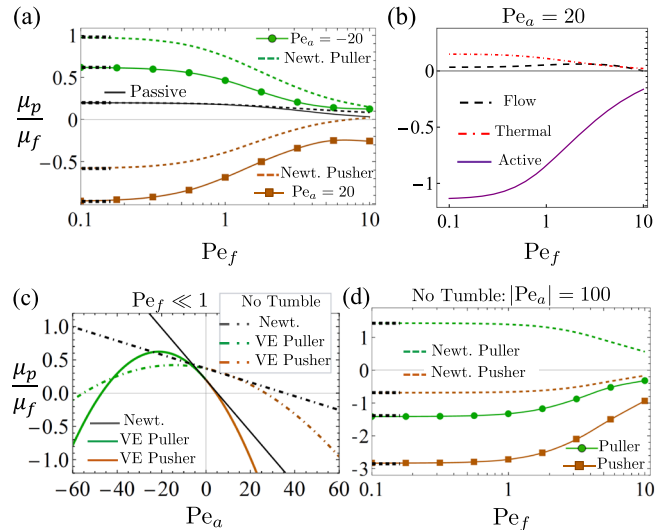 (a)
Pe_a = −20
Newt. Puller
Passive
Newt. Pusher
Pe_a = 20
μ_p
μ_f
1
0.5
0
−0.5
0.1
1
10
Pe_f
(b)
Pe_a = 20
Flow
Thermal
Active
0
−0.5
−1
0.1
1
10
Pe_f
(c)
Pe_f ≪ 1
No Tumble
Newt.
VE Puller
VE Pusher
Newt.
VE Puller
VE Pusher
μ_p
μ_f
1.0
0.5
0.0
−0.5
−1.0
−60
−40
−20
0
20
40
60
Pe_a
(d)
No Tumble: |Pe_a| = 100
Newt. Puller
Newt. Pusher
Puller
Pusher
1
0
−1
−2
−3
0.1
1
10
Pe_f